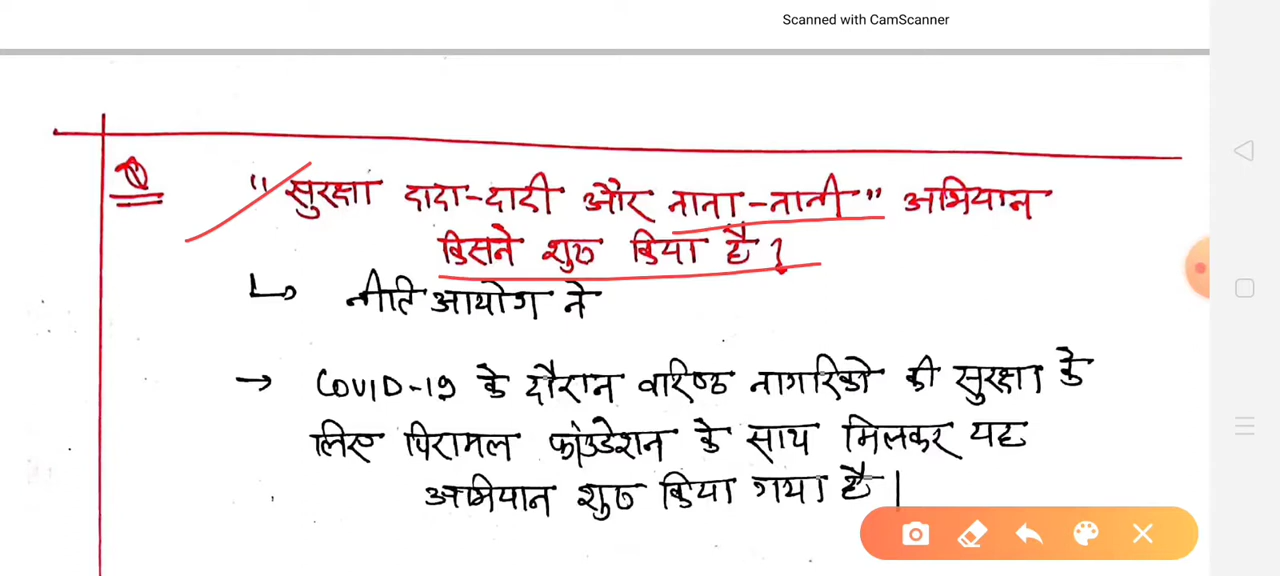 Scanned with CamScanner
Q
"सुरक्षा दादा-दादी और नाना-नानी" अभियान
किसने शुरू किया है?
↳ नीति आयोग ने
→ COVID-19 के दौरान वरिष्ठ नागरिको की सुरक्षा के
लिए पिरामल फांउडेशन के साथ मिलकर यह
अभियान शुरू किया गया है।